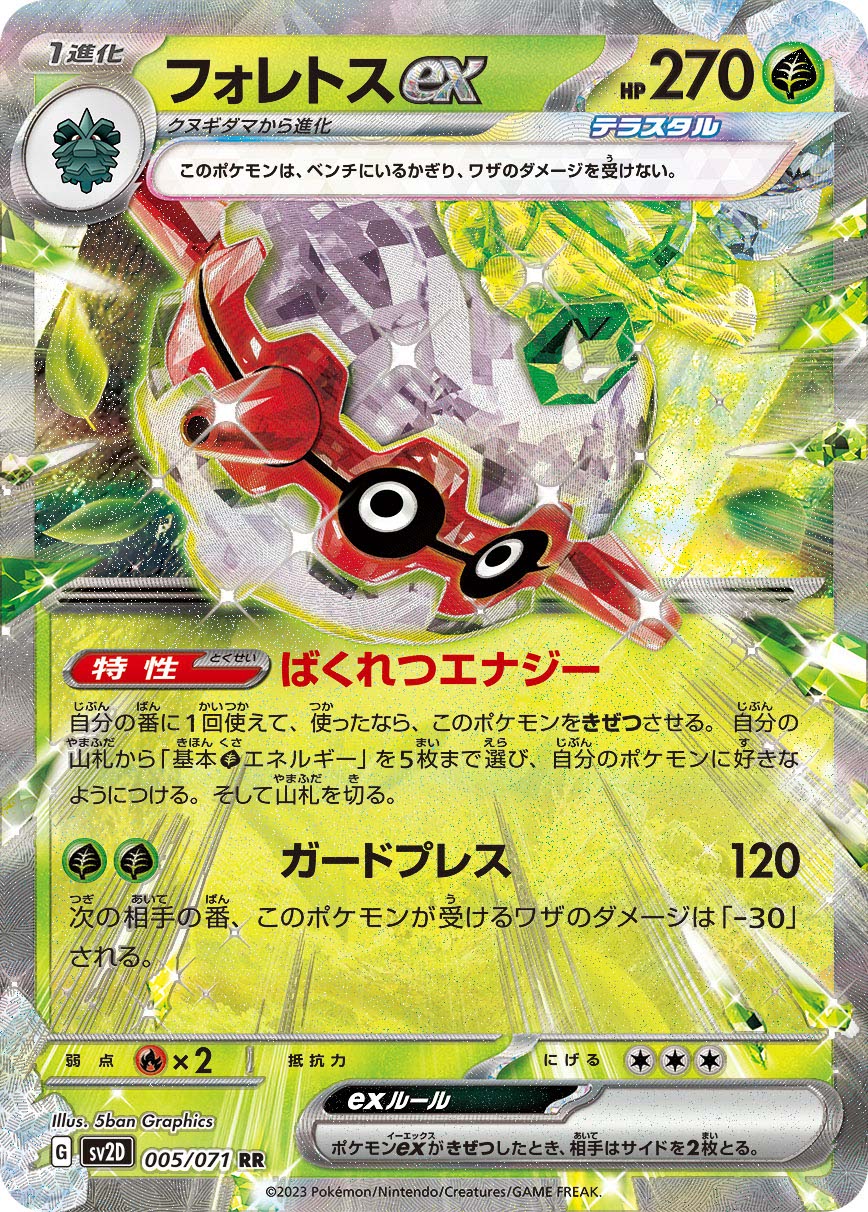 1進化
フォレトスex HP270
クヌギダマから進化
テラスタル
このポケモンは、ベンチにいるかぎり、ワザのダメージを受けない。
特性 とくせい ばくれつエナジー
自分の番に1回使えて、使ったなら、このポケモンをきぜつさせる。自分の
山札から「基本エネルギー」を5枚まで選び、自分のポケモンに好きな
ようにつける。そして山札を切る。
ガードプレス 120
次の相手の番、このポケモンが受けるワザのダメージは「-30」
される。
弱点 ×2 抵抗力 にげる
exルール
ポケモンexがきぜつしたとき、相手はサイドを2枚とる。
Illus. 5ban Graphics
G sv2D 005/071 RR
©2023 Pokémon/Nintendo/Creatures/GAME FREAK.